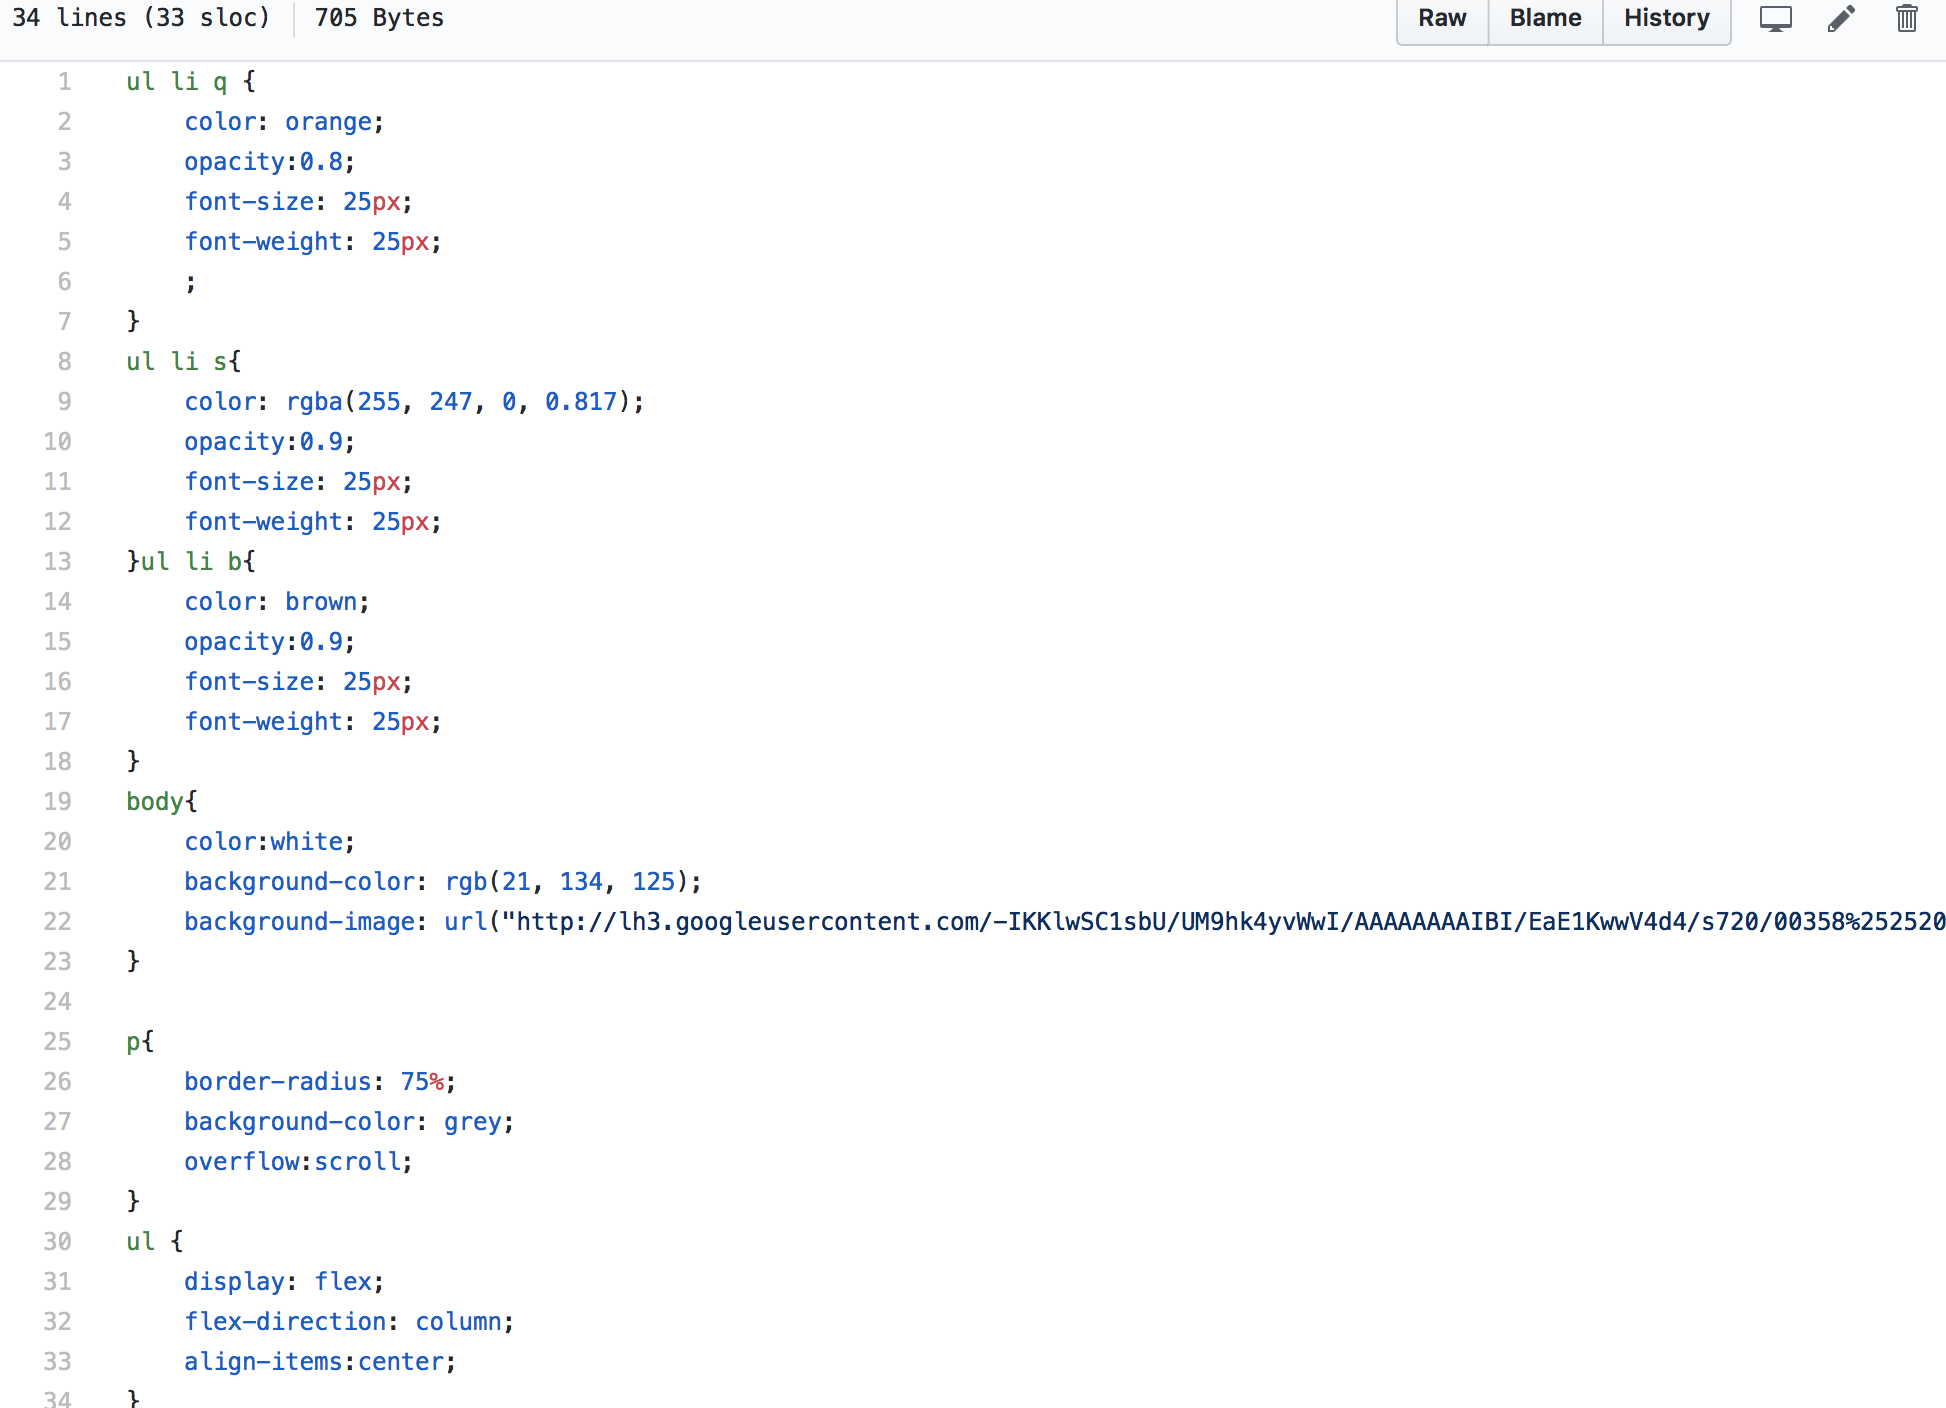 34 lines (33 sloc) 705 Bytes Raw Blame History
1 ul li q {
2 color: orange;
3 opacity:0.8;
4 font-size: 25px;
5 font-weight: 25px;
6 ;
7 }
8 ul li s{
9 color: rgba(255, 247, 0, 0.817);
10 opacity:0.9;
11 font-size: 25px;
12 font-weight: 25px;
13 }ul li b{
14 color: brown;
15 opacity:0.9;
16 font-size: 25px;
17 font-weight: 25px;
18 }
19 body{
20 color:white;
21 background-color: rgb(21, 134, 125);
22 background-image: url("http://lh3.googleusercontent.com/-IKKlwSC1sbU/UM9hk4yvWwI/AAAAAAAAIBI/EaE1KwwV4d4/s720/00358%252520
23 }
24
25 p{
26 border-radius: 75%;
27 background-color: grey;
28 overflow:scroll;
29 }
30 ul {
31 display: flex;
32 flex-direction: column;
33 align-items:center;
34 }